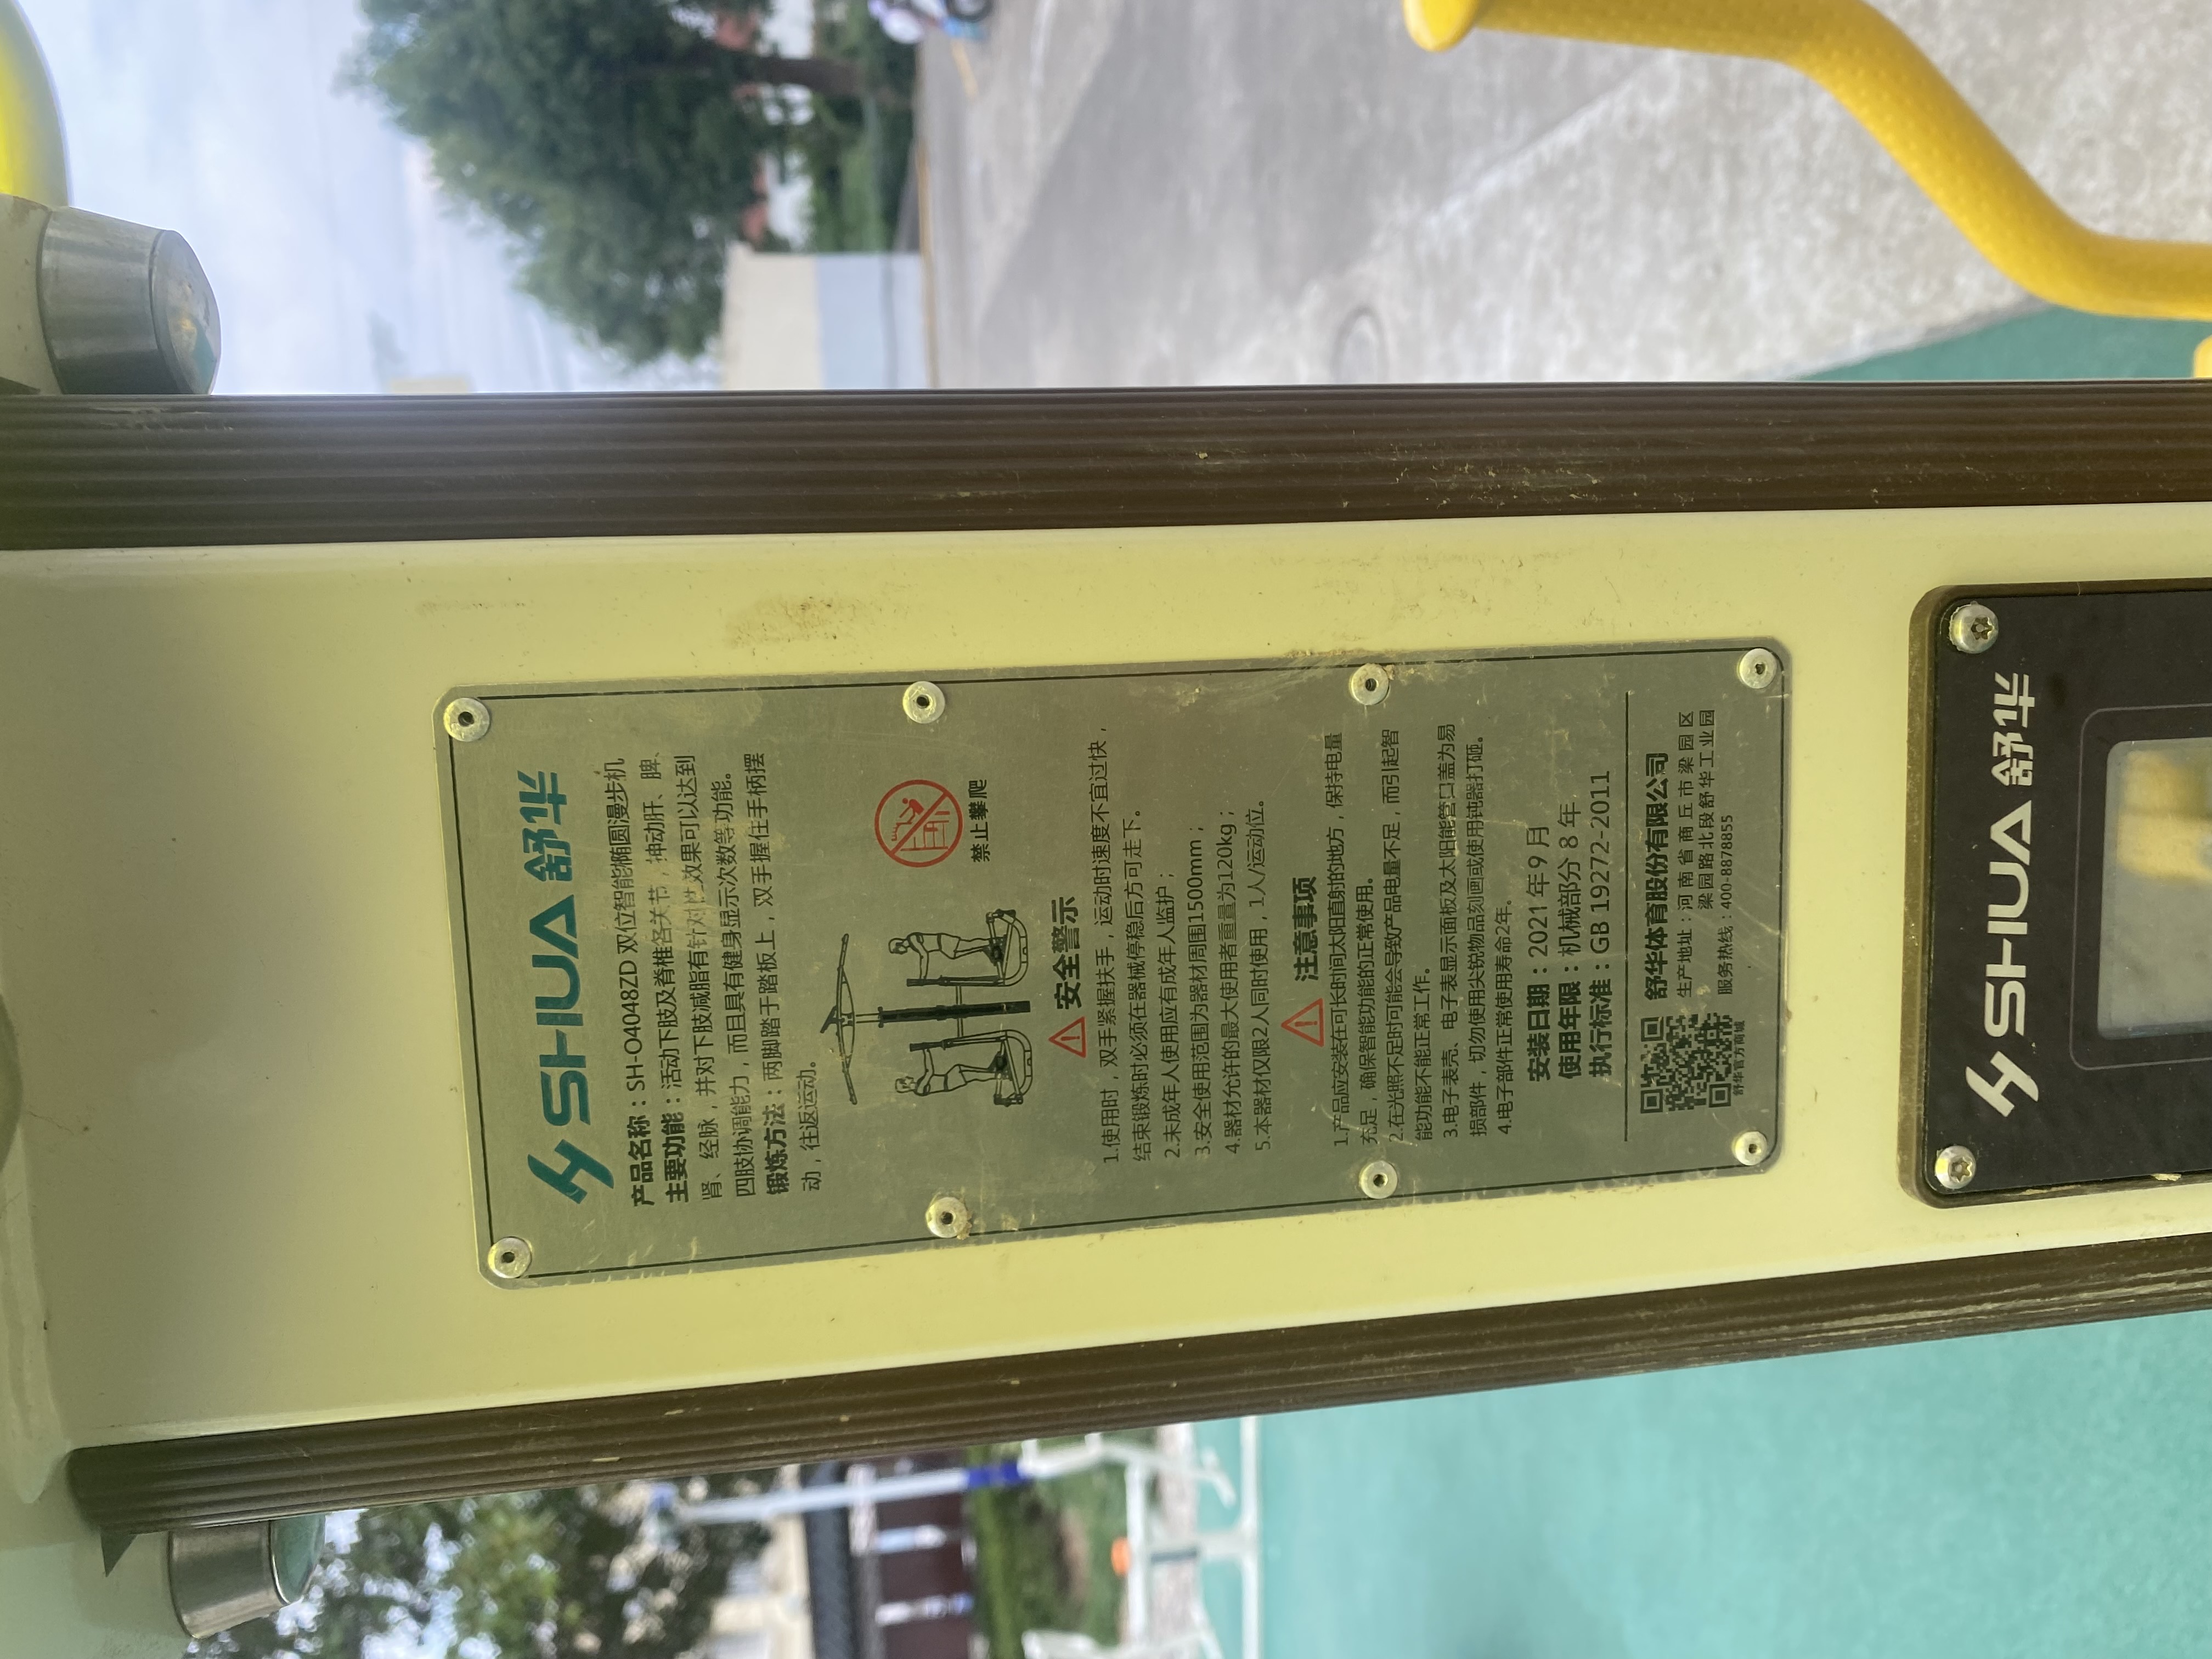 SHUA 舒华
产品名称：SH-O4048ZD 双位智能椭圆漫步机
主要功能：活动下肢及脊椎各关节，抻动肝、脾、
肾、经脉，并对下肢减脂有针对性效果可以达到
四肢协调能力，而且具有健身显示次数等功能。
锻炼方法：两脚踏于踏板上，双手握住手柄摆
动，往返运动。
禁止攀爬
安全警示
1.使用时，双手紧握扶手，运动时速度不宜过快，
结束锻炼时必须在器械停稳后方可走下。
2.未成年人使用应有成年人监护；
3.安全使用范围为器材周围1500mm；
4.器材允许的最大使用者重量为120kg；
5.本器材仅限2人同时使用，1人/运动位。
注意事项
1.产品应安装在可长时间太阳直射的地方，保持电量
充足，确保智能功能的正常使用。
2.在光照不足时可能会导致产品电量不足，而引起智
能功能不能正常工作。
3.电子表壳、电子表显示面板及太阳能管口盖为易
损部件，切勿使用尖锐物品刻画或使用钝器打砸。
4.电子部件正常使用寿命2年。
安装日期：2021 年 9 月
使用年限：机械部分 8 年
执行标准：GB 19272-2011
舒华体育股份有限公司
生产地址：河南省商丘市梁园区
梁园路北段舒华工业园
服务热线：400-8878855
舒华官方商城
SHUA 舒华